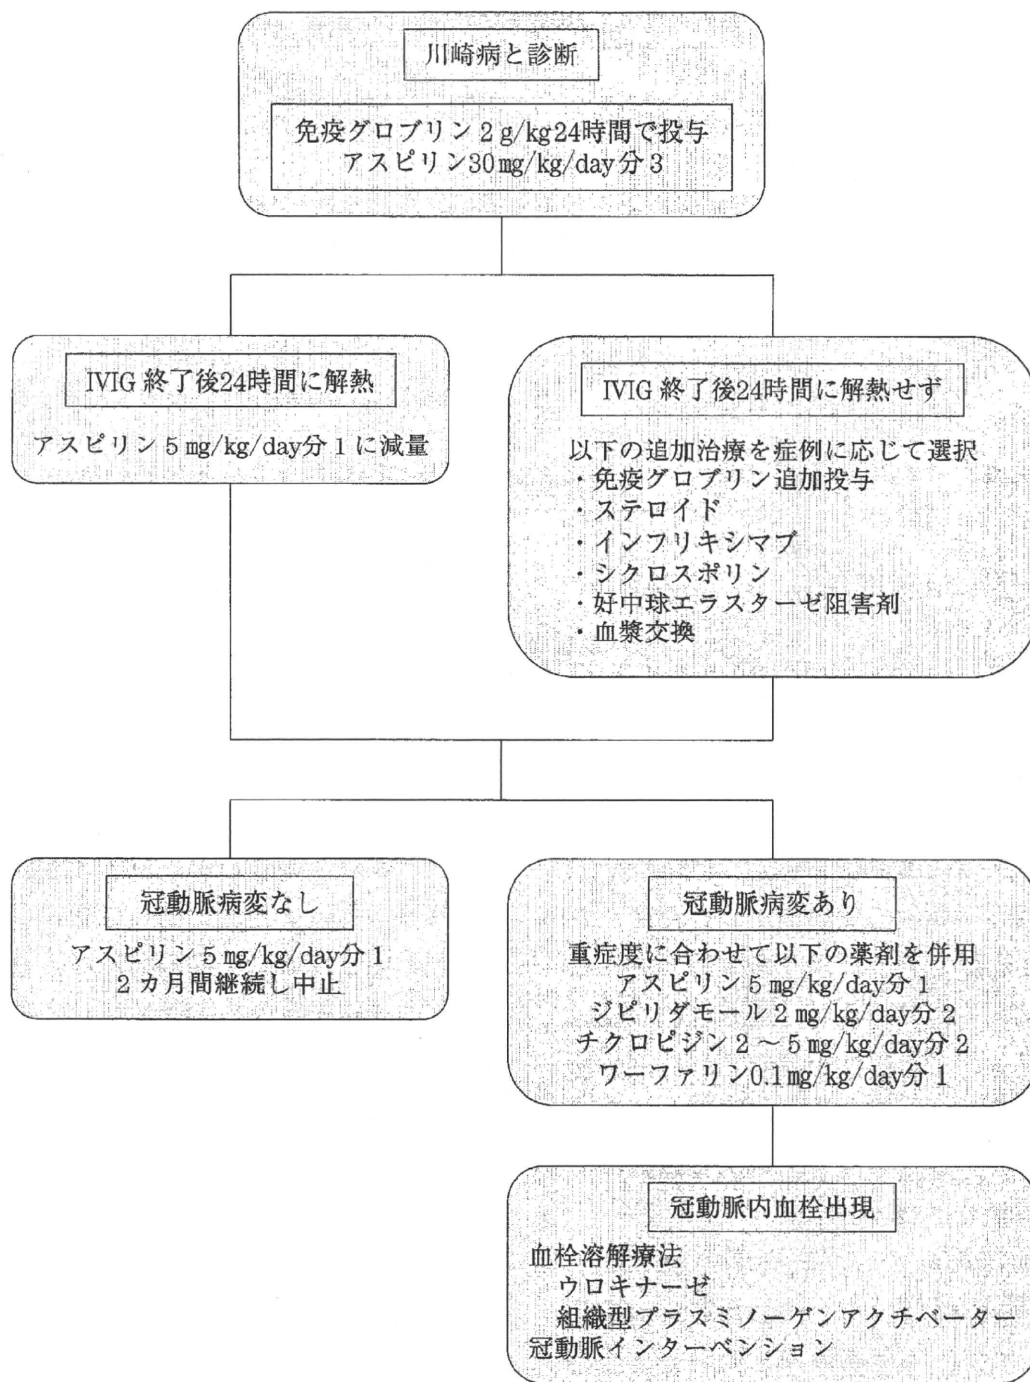 川崎病と診断
免疫グロブリン2g/kg24時間で投与
アスピリン30mg/kg/day分3
IVIG 終了後24時間に解熱
アスピリン5mg/kg/day分1に減量
IVIG 終了後24時間に解熱せず
以下の追加治療を症例に応じて選択
・免疫グロブリン追加投与
・ステロイド
・インフリキシマブ
・シクロスポリン
・好中球エラスターゼ阻害剤
・血漿交換
冠動脈病変なし
アスピリン5mg/kg/day分1
2カ月間継続し中止
冠動脈病変あり
重症度に合わせて以下の薬剤を併用
アスピリン5mg/kg/day分1
ジピリダモール2mg/kg/day分2
チクロピジン2〜5mg/kg/day分2
ワーファリン0.1mg/kg/day分1
冠動脈内血栓出現
血栓溶解療法
ウロキナーゼ
組織型プラスミノーゲンアクチベーター
冠動脈インターベンション